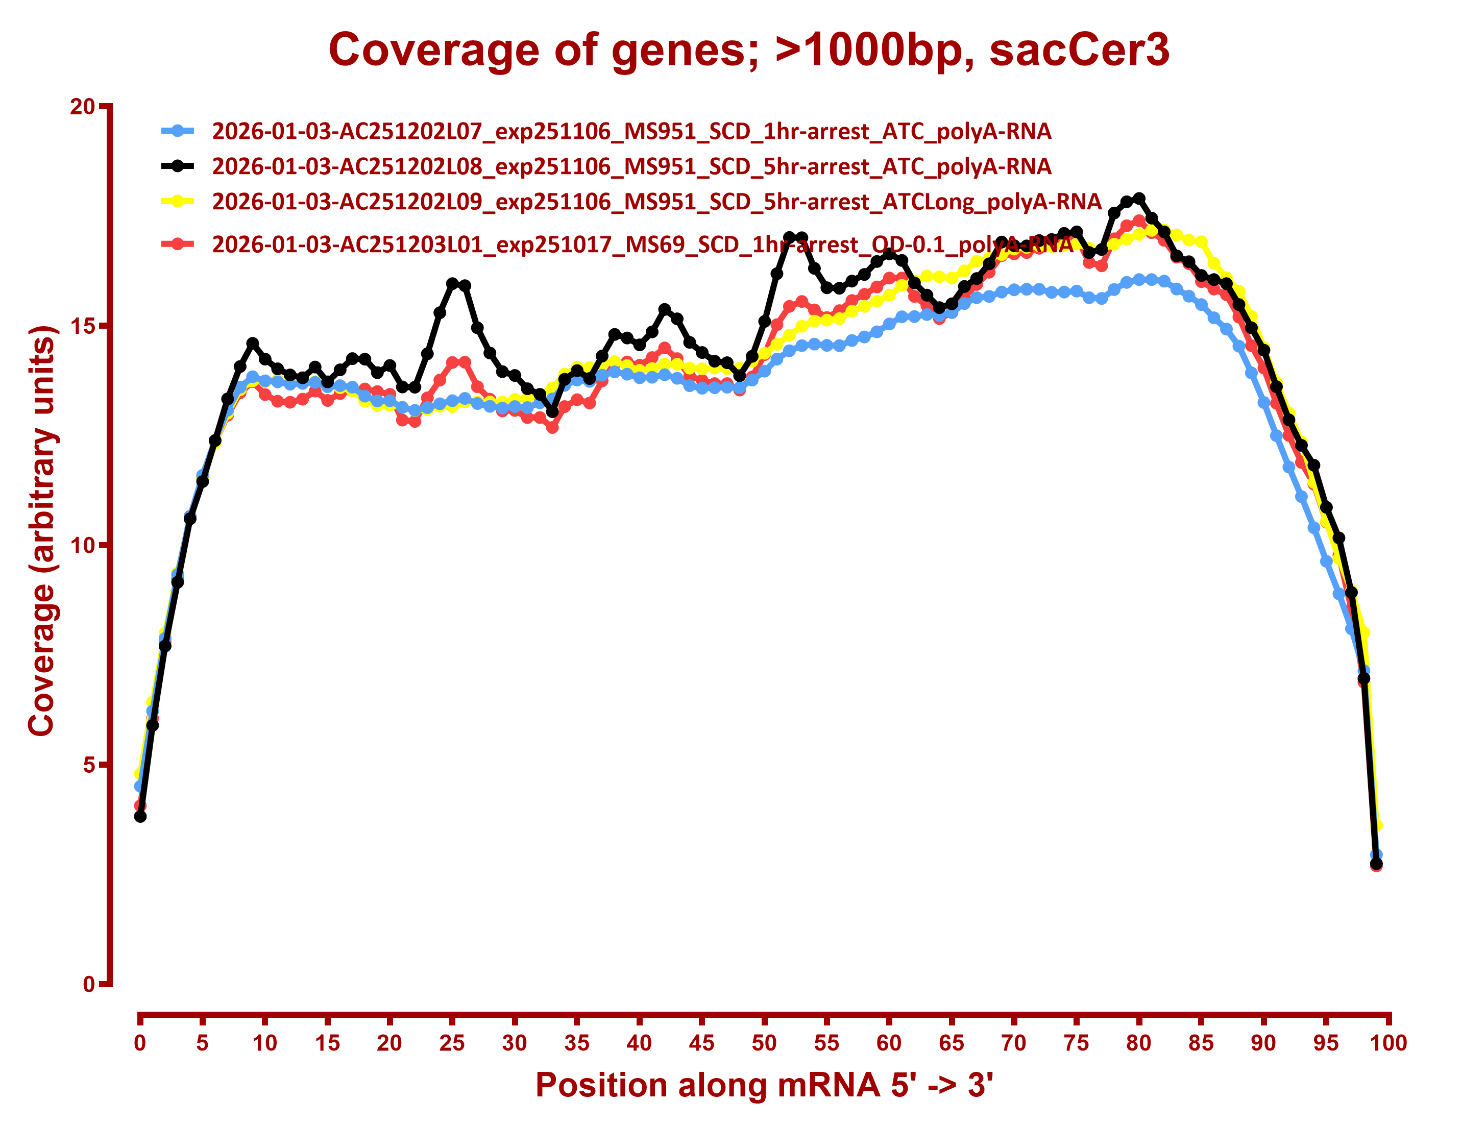 Coverage of genes; >1000bp, sacCer3
20
2026-01-03-AC251202L07_exp251106_MS951_SCD_1hr-arrest_ATC_polyA-RNA
2026-01-03-AC251202L08_exp251106_MS951_SCD_5hr-arrest_ATC_polyA-RNA
2026-01-03-AC251202L09_exp251106_MS951_SCD_5hr-arrest_ATCLong_polyA-RNA
2026-01-03-AC251203L01_exp251017_MS69_SCD_1hr-arrest_OD-0.1_polyA-RNA
15
10
5
0
Coverage (arbitrary units)
0 5 10 15 20 25 30 35 40 45 50 55 60 65 70 75 80 85 90 95 100
Position along mRNA 5' -> 3'